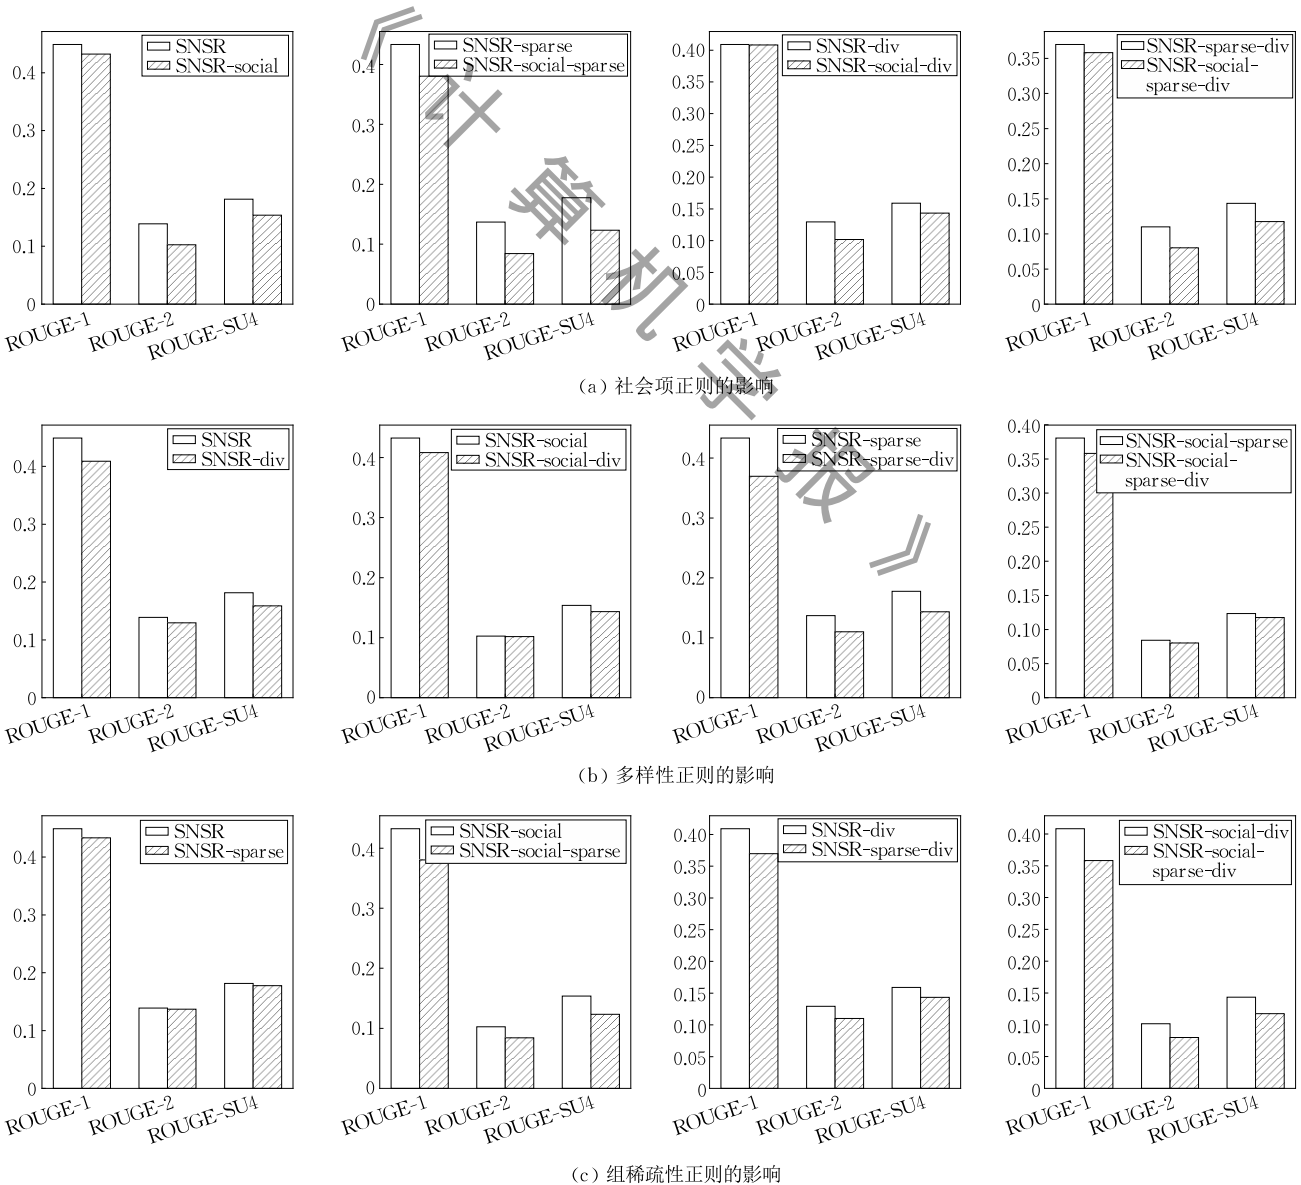 SNSR
SNSR-social
0.4
0.3
0.2
0.1
0
ROUGE-1
ROUGE-2
ROUGE-SU4
SNSR-sparse
SNSR-social-sparse
0.4
0.3
0.2
0.1
0
ROUGE-1
ROUGE-2
ROUGE-SU4
SNSR-div
SNSR-social-div
0.40
0.35
0.30
0.25
0.20
0.15
0.10
0.05
0
ROUGE-1
ROUGE-2
ROUGE-SU4
SNSR-sparse-div
SNSR-social-
sparse-div
0.35
0.30
0.25
0.20
0.15
0.10
0.05
0
ROUGE-1
ROUGE-2
ROUGE-SU4
(a) 社会项正则的影响
SNSR
SNSR-div
0.4
0.3
0.2
0.1
0
ROUGE-1
ROUGE-2
ROUGE-SU4
SNSR-social
SNSR-social-div
0.4
0.3
0.2
0.1
0
ROUGE-1
ROUGE-2
ROUGE-SU4
SNSR-sparse
SNSR-sparse-div
0.4
0.3
0.2
0.1
0
ROUGE-1
ROUGE-2
ROUGE-SU4
SNSR-social-sparse
SNSR-social-
sparse-div
0.40
0.35
0.30
0.25
0.20
0.15
0.10
0.05
0
ROUGE-1
ROUGE-2
ROUGE-SU4
(b) 多样性正则的影响
SNSR
SNSR-sparse
0.4
0.3
0.2
0.1
0
ROUGE-1
ROUGE-2
ROUGE-SU4
SNSR-social
SNSR-social-sparse
0.4
0.3
0.2
0.1
0
ROUGE-1
ROUGE-2
ROUGE-SU4
SNSR-div
SNSR-sparse-div
0.40
0.35
0.30
0.25
0.20
0.15
0.10
0.05
0
ROUGE-1
ROUGE-2
ROUGE-SU4
SNSR-social-div
SNSR-social-
sparse-div
0.40
0.35
0.30
0.25
0.20
0.15
0.10
0.05
0
ROUGE-1
ROUGE-2
ROUGE-SU4
(c) 组稀疏性正则的影响
《计算机学报》